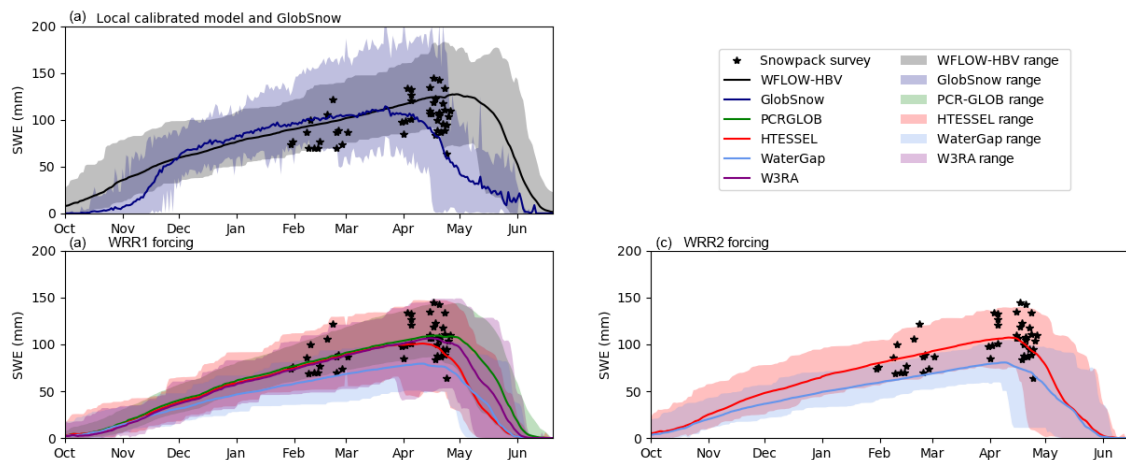 (a) Local calibrated model and GlobSnow
200
150
100
50
0
SWE (mm)
Oct Nov Dec Jan Feb Mar Apr May Jun
Snowpack survey
WFLOW-HBV
GlobSnow
PCRGLOB
HTESSEL
WaterGap
W3RA
WFLOW-HBV range
GlobSnow range
PCR-GLOB range
HTESSEL range
WaterGap range
W3RA range
(a) WRR1 forcing
200
150
100
50
0
SWE (mm)
Oct Nov Dec Jan Feb Mar Apr May Jun
(c) WRR2 forcing
200
150
100
50
0
SWE (mm)
Oct Nov Dec Jan Feb Mar Apr May Jun